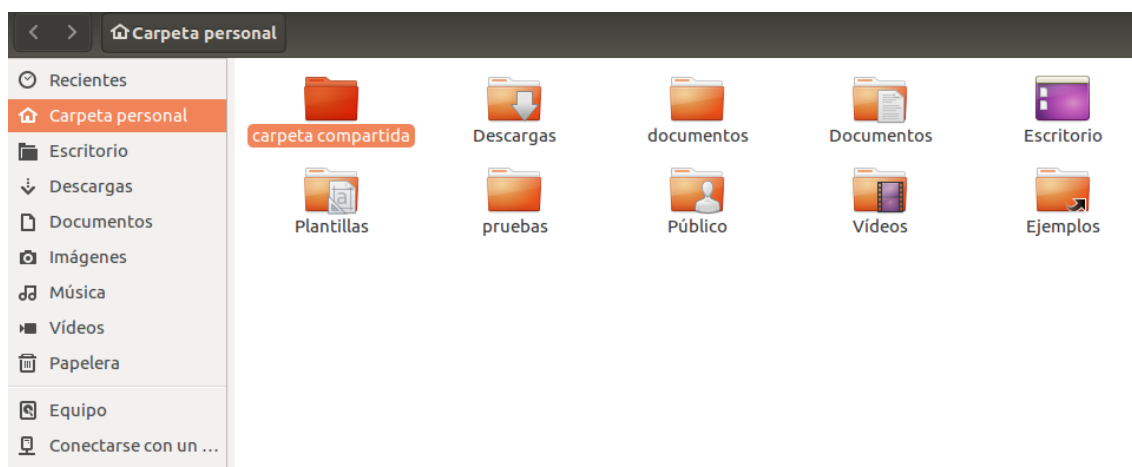 Carpeta personal
Recientes
Carpeta personal
Escritorio
Descargas
Documentos
Imágenes
Música
Vídeos
Papelera
Equipo
Conectarse con un ...
carpeta compartida
Descargas
documentos
Documentos
Escritorio
Plantillas
pruebas
Público
Vídeos
Ejemplos